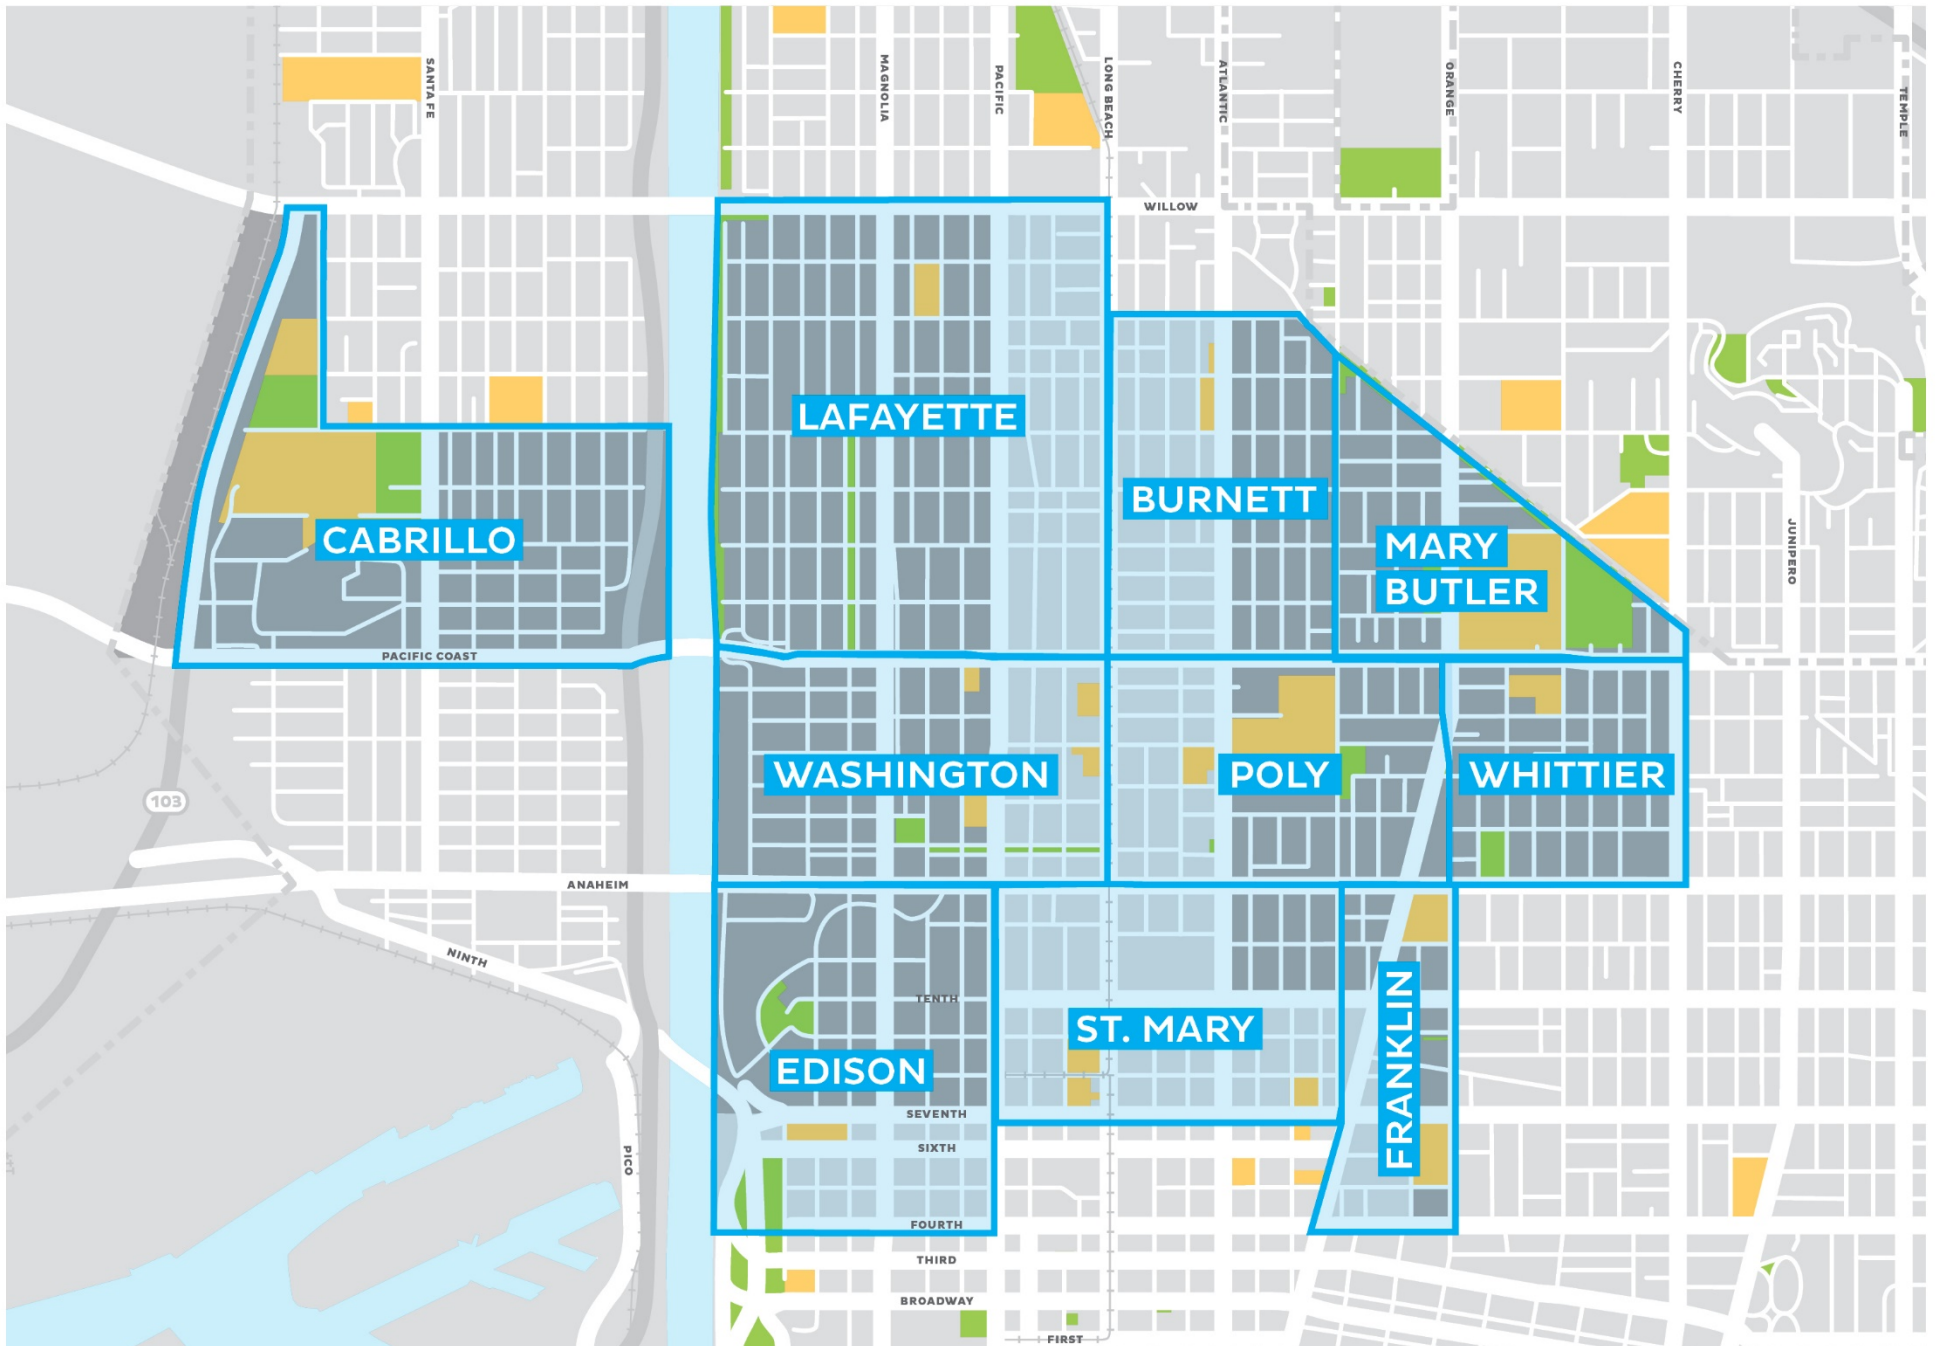 SANTA FE
MAGNOLIA
PACIFIC
LONG BEACH
ATLANTIC
ORANGE
CHERRY
TEMPLE
WILLOW
LAFAYETTE
BURNETT
CABRILLO
MARY
BUTLER
JUNIPERO
PACIFIC COAST
WASHINGTON
POLY
WHITTIER
103
ANAHEIM
NINTH
TENTH
ST. MARY
FRANKLIN
EDISON
SEVENTH
SIXTH
PICO
FOURTH
THIRD
BROADWAY
FIRST